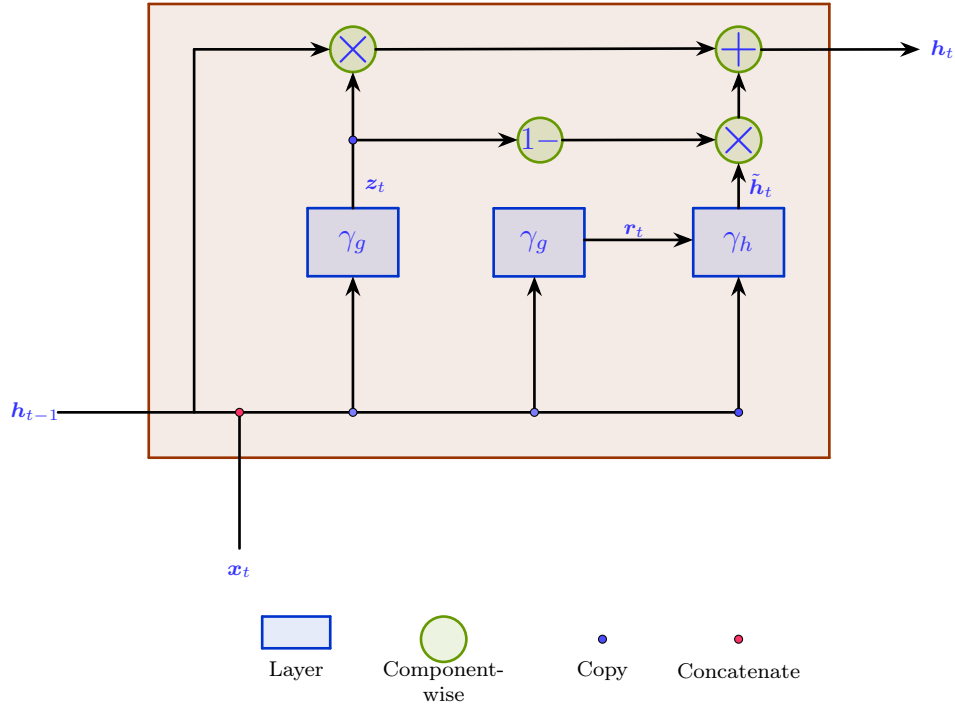 h_t
1−
z_t
h̃_t
γ_g
γ_g
r_t
γ_h
h_{t−1}
x_t
Layer
Component-
wise
Copy
Concatenate